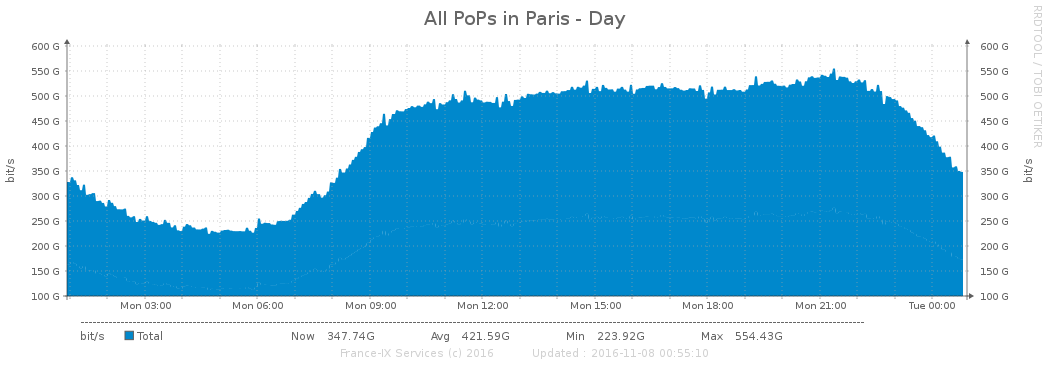 All PoPs in Paris - Day
RRDTOOL / TOBI OETIKER
600 G 600 G
550 G 550 G
500 G 500 G
450 G 450 G
400 G 400 G
350 G 350 G
300 G 300 G
250 G 250 G
200 G 200 G
150 G 150 G
100 G 100 G
bit/s bit/s
Mon 03:00 Mon 06:00 Mon 09:00 Mon 12:00 Mon 15:00 Mon 18:00 Mon 21:00 Tue 00:00
bit/s Total Now 347.74G Avg 421.59G Min 223.92G Max 554.43G
France-IX Services (c) 2016 Updated : 2016-11-08 00:55:10